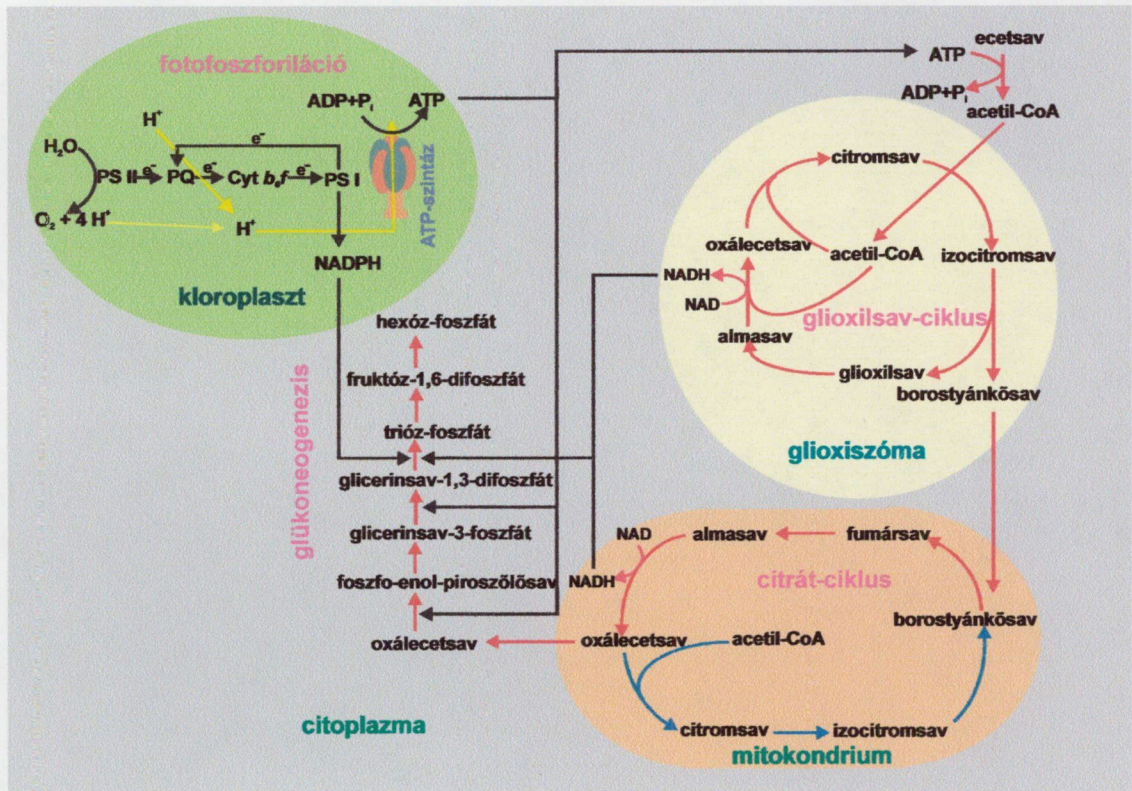 fotofoszforiláció
ADP+Pᵢ
ATP
H⁺
e⁻
H₂O
PS II
e⁻
PQ
e⁻
Cyt b₆f
e⁻
PS I
O₂ + 4 H⁺
H⁺
ATP-szintáz
NADPH
kloroplaszt
ATP
ecetsav
ADP+Pᵢ
acetil-CoA
citromsav
oxálecetsav
acetil-CoA
izocitromsav
NADH
NAD
almasav
glioxilsav-ciklus
glioxilsav
borostyánkősav
glioxiszóma
glükoneogenezis
hexóz-foszfát
fruktóz-1,6-difoszfát
trióz-foszfát
glicerinsav-1,3-difoszfát
glicerinsav-3-foszfát
foszfo-enol-piroszőlősav
oxálecetsav
citoplazma
NAD
almasav
fumársav
NADH
citrát-ciklus
borostyánkősav
oxálecetsav
acetil-CoA
citromsav
izocitromsav
mitokondrium